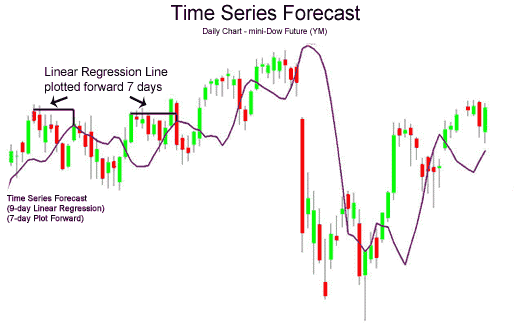 Time Series Forecast
Daily Chart - mini-Dow Future (YM)
Linear Regression Line
plotted forward 7 days
Time Series Forecast
(9-day Linear Regression)
(7-day Plot Forward)